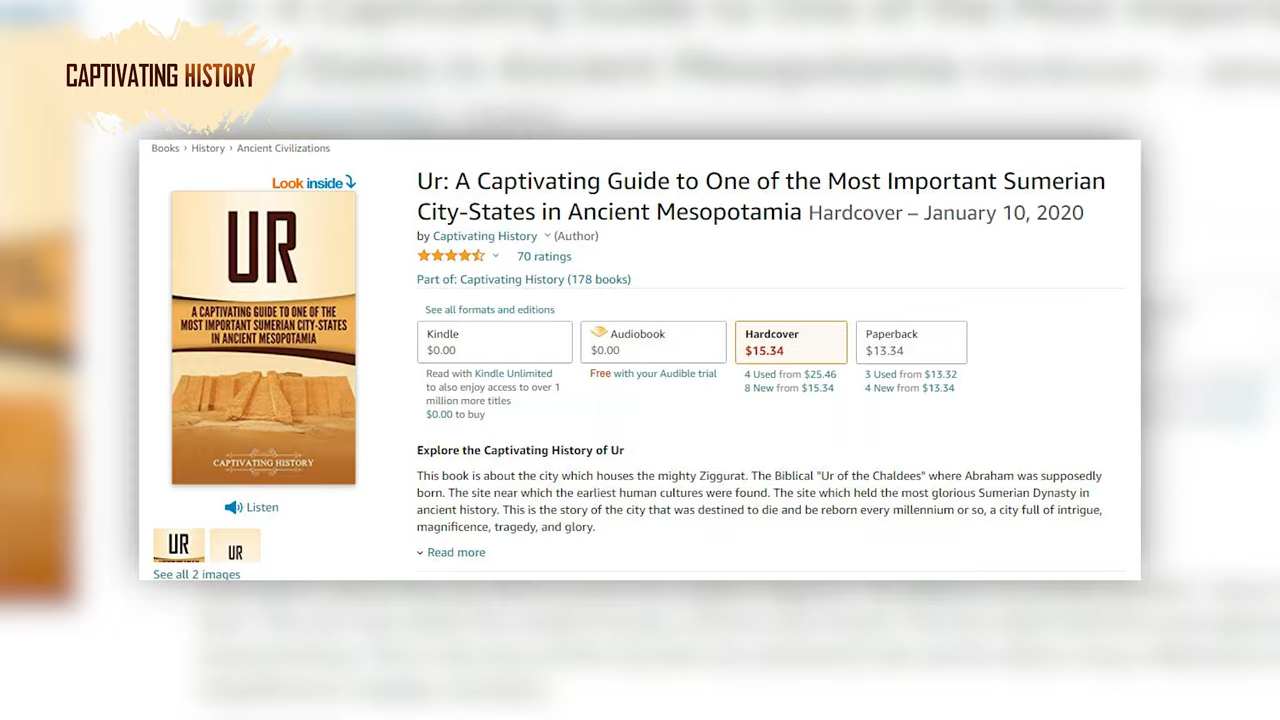 CAPTIVATING HISTORY
Books › History › Ancient Civilizations
Look inside
UR
A CAPTIVATING GUIDE TO ONE OF THE
MOST IMPORTANT SUMERIAN CITY-STATES
IN ANCIENT MESOPOTAMIA
CAPTIVATING HISTORY
Listen
UR
UR
See all 2 images
Ur: A Captivating Guide to One of the Most Important Sumerian
City-States in Ancient Mesopotamia Hardcover – January 10, 2020
by Captivating History (Author)
70 ratings
Part of: Captivating History (178 books)
See all formats and editions
Kindle
$0.00
Read with Kindle Unlimited
to also enjoy access to over 1
million more titles
$0.00 to buy
Audiobook
$0.00
Free with your Audible trial
Hardcover
$15.34
4 Used from $25.46
8 New from $15.34
Paperback
$13.34
3 Used from $13.32
4 New from $13.34
Explore the Captivating History of Ur
This book is about the city which houses the mighty Ziggurat. The Biblical "Ur of the Chaldees" where Abraham was supposedly
born. The site near which the earliest human cultures were found. The site which held the most glorious Sumerian Dynasty in
ancient history. This is the story of the city that was destined to die and be reborn every millennium or so, a city full of intrigue,
magnificence, tragedy, and glory.
Read more